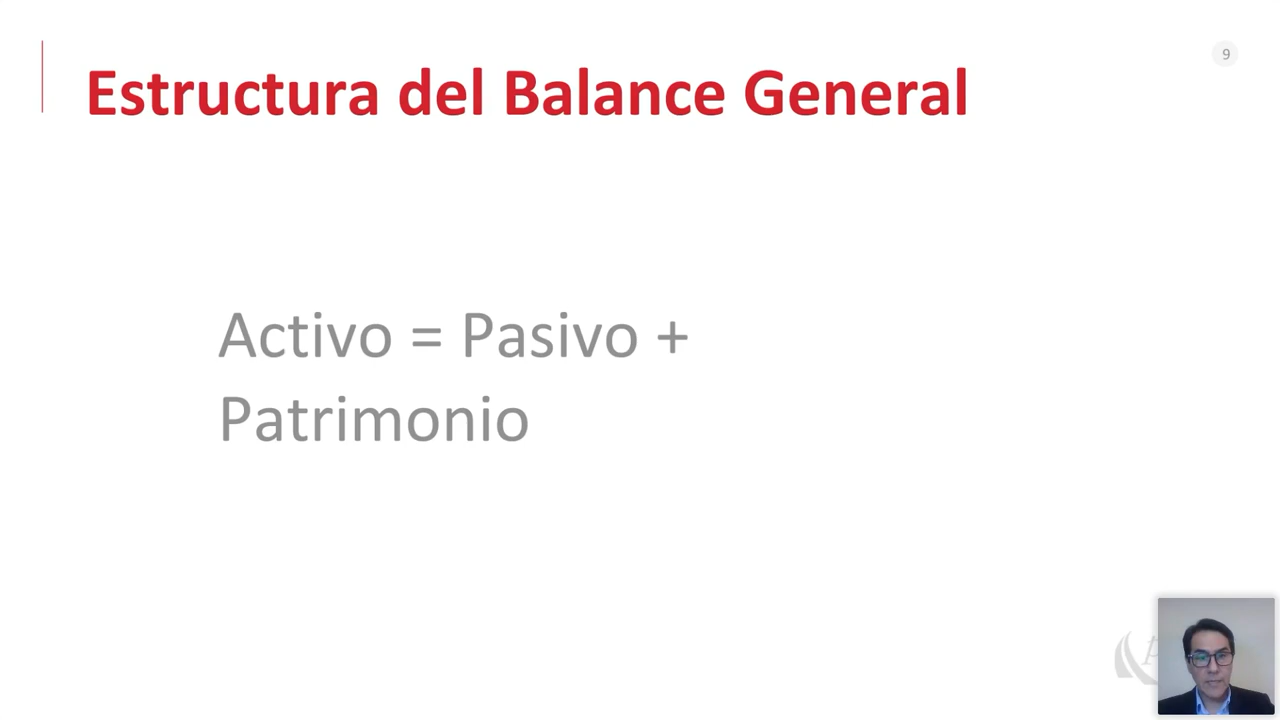 9
Estructura del Balance General
Activo = Pasivo +
Patrimonio